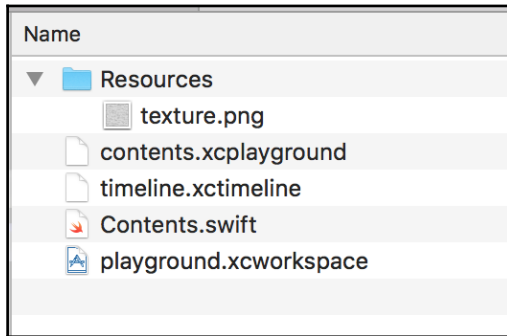 Name
Resources
texture.png
contents.xcplayground
timeline.xctimeline
Contents.swift
playground.xcworkspace